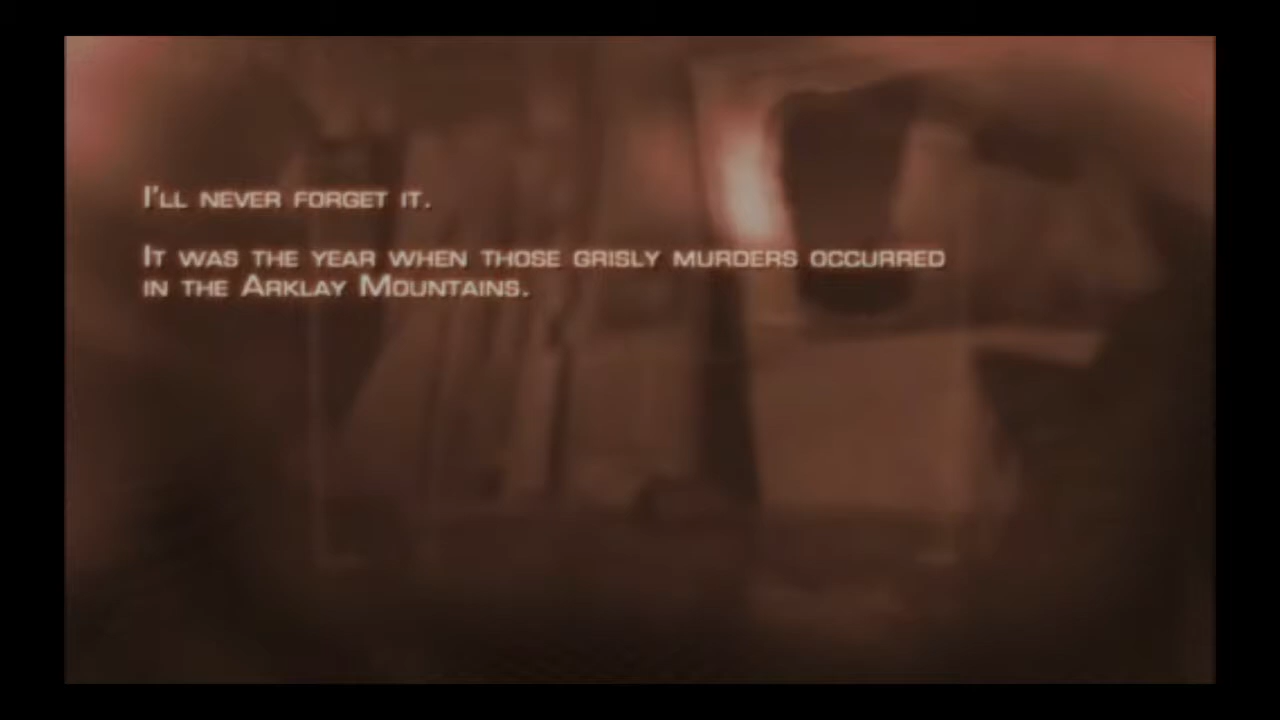 I'll never forget it.
It was the year when those grisly murders occurred
in the Arklay Mountains.